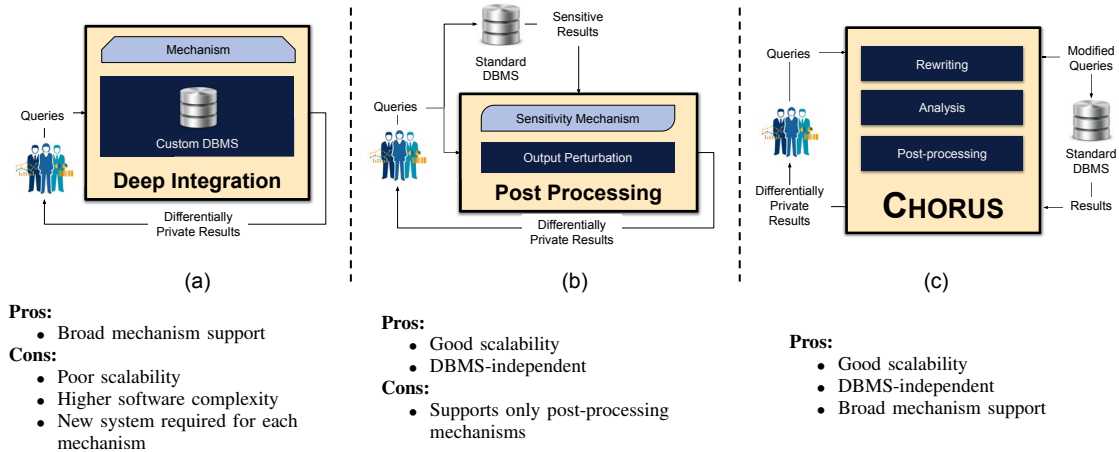 Mechanism
Queries
Custom DBMS
Deep Integration
Differentially
Private Results
(a)
Pros:
• Broad mechanism support
Cons:
• Poor scalability
• Higher software complexity
• New system required for each
mechanism
Sensitive
Results
Standard
DBMS
Queries
Sensitivity Mechanism
Output Perturbation
Post Processing
Differentially
Private Results
(b)
Pros:
• Good scalability
• DBMS-independent
Cons:
• Supports only post-processing
mechanisms
Queries
Rewriting
Analysis
Post-processing
CHORUS
Modified
Queries
Standard
DBMS
Results
Differentially
Private
Results
(c)
Pros:
• Good scalability
• DBMS-independent
• Broad mechanism support